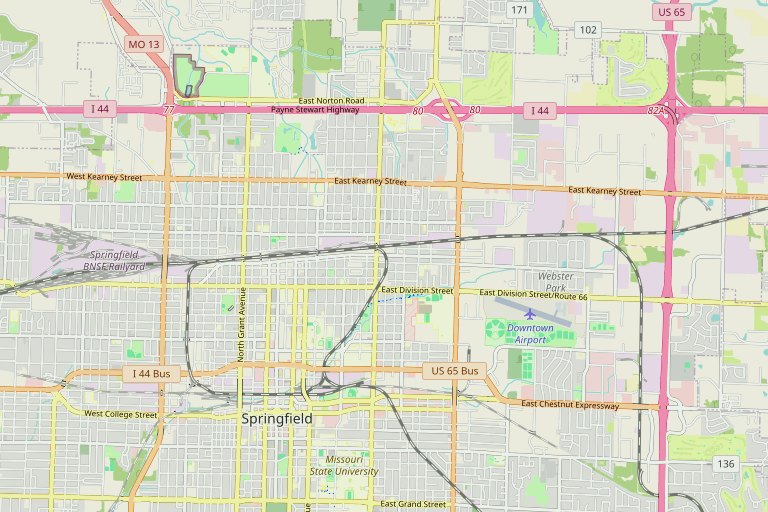 171
US 65
102
MO 13
East Norton Road
I 44
77
Payne Stewart Highway
80
80
I 44
82A
West Kearney Street
East Kearney Street
East Kearney Street
Springfield
BNSF Railyard
Webster
Park
East Division Street
East Division Street/Route 66
North Grant Avenue
Downtown
Airport
I 44 Bus
US 65 Bus
West College Street
East Chestnut Expressway
Springfield
Missouri
State University
136
East Grand Street